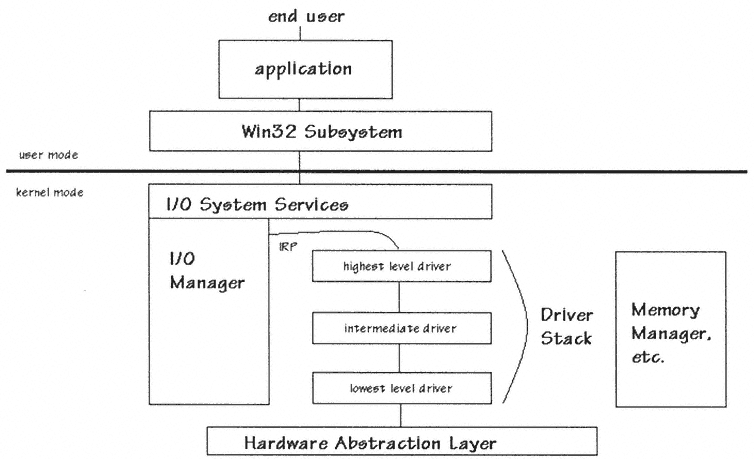 end user
application
Win32 Subsystem
user mode
kernel mode
I/O System Services
IRP
I/O
Manager
highest level driver
intermediate driver
lowest level driver
Driver
Stack
Memory
Manager,
etc.
Hardware Abstraction Layer